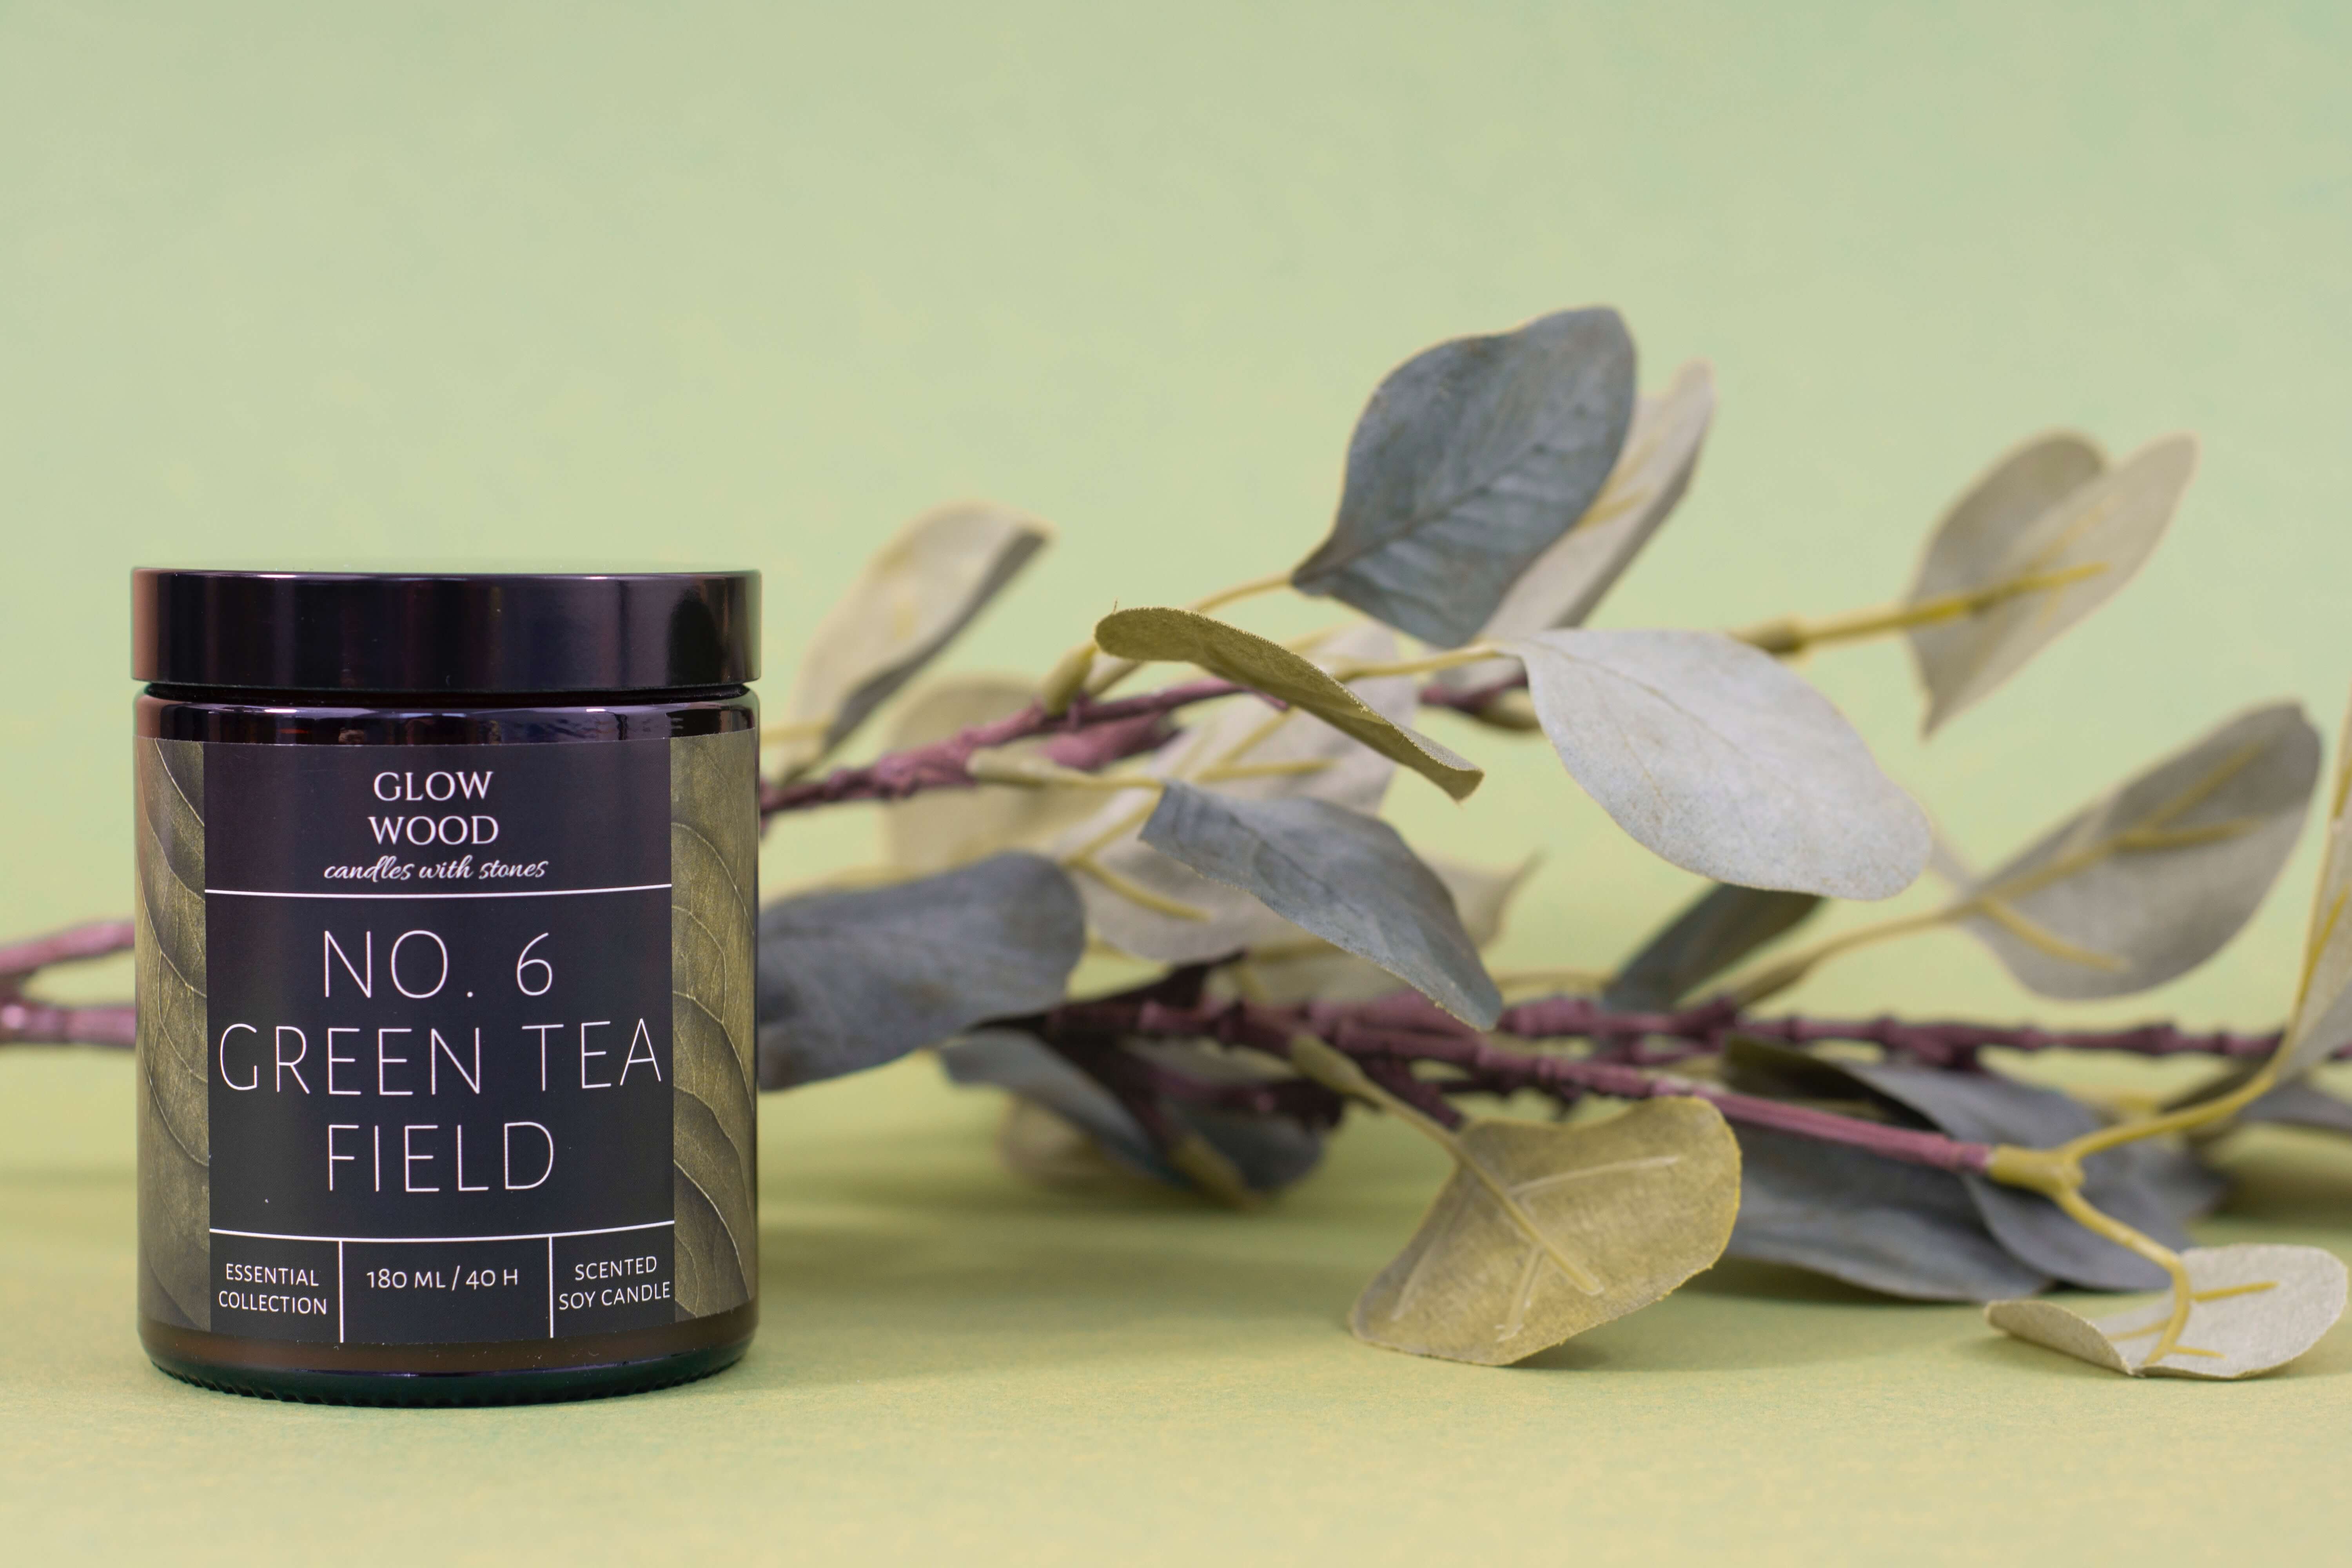 GLOW
WOOD
candles with stones
NO. 6
GREEN TEA
FIELD
ESSENTIAL
COLLECTION
180 ML / 40 H
SCENTED
SOY CANDLE